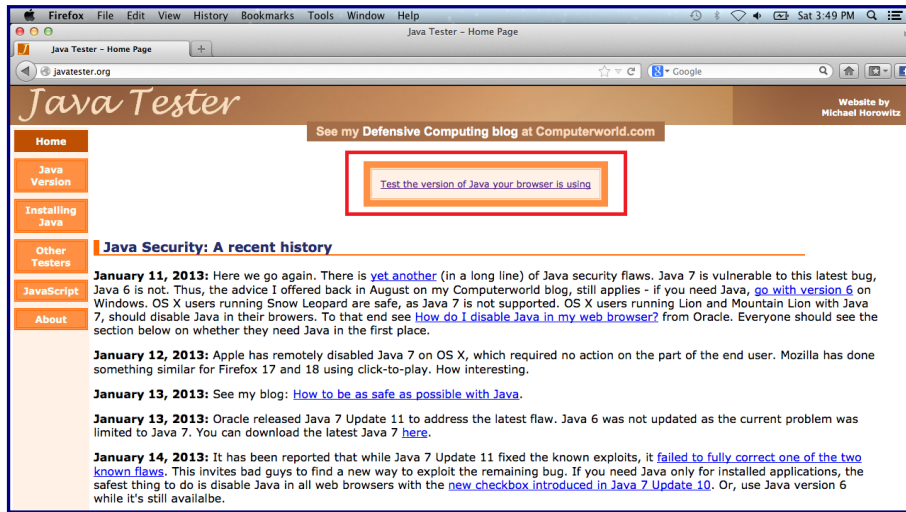 Firefox File Edit View History Bookmarks Tools Window Help Sat 3:49 PM
Java Tester – Home Page
Java Tester – Home Page
javatester.org Google
Java Tester
Website by
Michael Horowitz
See my Defensive Computing blog at Computerworld.com
Home
Java
Version
Installing
Java
Other
Testers
JavaScript
About
Test the version of Java your browser is using
Java Security: A recent history
January 11, 2013: Here we go again. There is yet another (in a long line) of Java security flaws. Java 7 is vulnerable to this latest bug,
Java 6 is not. Thus, the advice I offered back in August on my Computerworld blog, still applies - if you need Java, go with version 6 on
Windows. OS X users running Snow Leopard are safe, as Java 7 is not supported. OS X users running Lion and Mountain Lion with Java
7, should disable Java in their browers. To that end see How do I disable Java in my web browser? from Oracle. Everyone should see the
section below on whether they need Java in the first place.
January 12, 2013: Apple has remotely disabled Java 7 on OS X, which required no action on the part of the end user. Mozilla has done
something similar for Firefox 17 and 18 using click-to-play. How interesting.
January 13, 2013: See my blog: How to be as safe as possible with Java.
January 13, 2013: Oracle released Java 7 Update 11 to address the latest flaw. Java 6 was not updated as the current problem was
limited to Java 7. You can download the latest Java 7 here.
January 14, 2013: It has been reported that while Java 7 Update 11 fixed the known exploits, it failed to fully correct one of the two
known flaws. This invites bad guys to find a new way to exploit the remaining bug. If you need Java only for installed applications, the
safest thing to do is disable Java in all web browsers with the new checkbox introduced in Java 7 Update 10. Or, use Java version 6
while it's still availalbe.